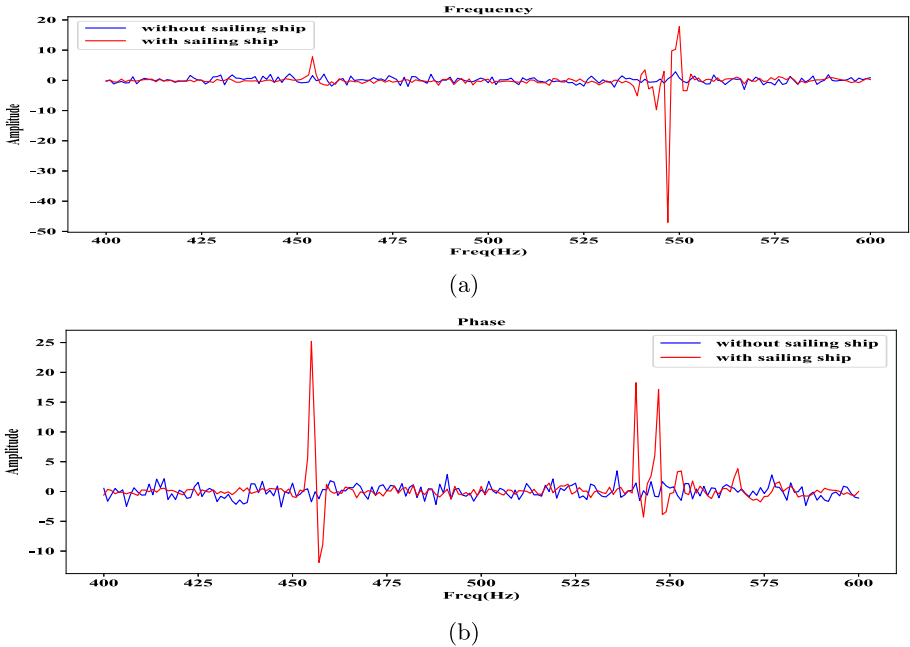 Frequency
20
10
0
-10
-20
-30
-40
-50
Amplitude
without sailing ship
with sailing ship
400 425 450 475 500 525 550 575 600
Freq(Hz)
(a)
Phase
25
20
15
10
5
0
-5
-10
Amplitude
without sailing ship
with sailing ship
400 425 450 475 500 525 550 575 600
Freq(Hz)
(b)